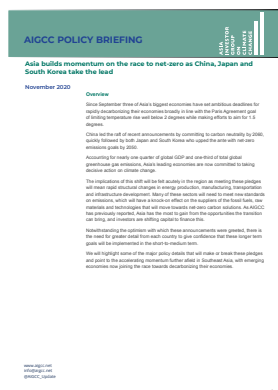 AIGCC POLICY BRIEFING
ASIA
INVESTOR
GROUP
ON
CLIMATE
CHANGE
Asia builds momentum on the race to net-zero as China, Japan and
South Korea take the lead
November 2020
Overview
Since September three of Asia's biggest economies have set ambitious deadlines for
rapidly decarbonizing their economies broadly in line with the Paris Agreement goal
of limiting temperature rise well below 2 degrees while making efforts to aim for 1.5
degrees.
China led the raft of recent announcements by committing to carbon neutrality by 2060,
quickly followed by both Japan and South Korea who upped the ante with net-zero
emissions goals by 2050.
Accounting for nearly one quarter of global GDP and one-third of total global
greenhouse gas emissions, Asia's leading economies are now committed to taking
decisive action on climate change.
The implications of this shift will be felt acutely in the region as meeting these pledges
will mean rapid structural changes in energy production, manufacturing, transportation
and infrastructure development. Many of these sectors will need to meet new standards
on emissions, which will have a knock-on effect on the suppliers of the fossil fuels, raw
materials and technologies that will move towards net-zero carbon solutions. As AIGCC
has previously reported, Asia has the most to gain from the opportunities the transition
can bring, and investors are shifting capital to finance this.
Notwithstanding the optimism with which these announcements were greeted, there is
the need for greater detail from each country to give confidence that these longer term
goals will be implemented in the short-to-medium term.
We will highlight some of the major policy details that will make or break these pledges
and point to the accelerating momentum further afield in Southeast Asia, with emerging
economies now joining the race towards decarbonizing their economies.
www.aigcc.net
info@aigcc.net
@AIGCC_Update